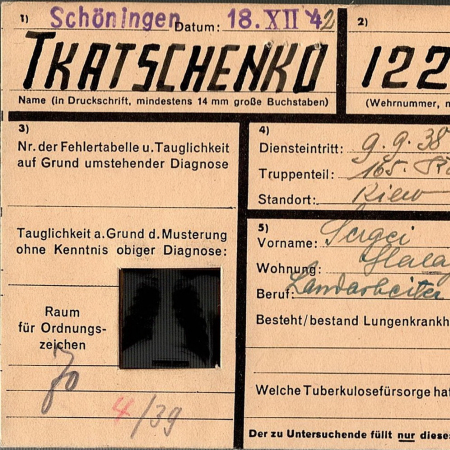 1) Schöningen Datum: 18. XII 42
TKATSCHENKO
Name (in Druckschrift, mindestens 14 mm große Buchstaben)
2)
122
(Wehrnummer,
3)
Nr. der Fehlertabelle u. Tauglichkeit
auf Grund umstehender Diagnose
4)
Diensteintritt: 9. 9. 38
Truppenteil: 165.
Standort: Kiew
Tauglichkeit a. Grund d. Musterung
ohne Kenntnis obiger Diagnose:
5)
Vorname: Sergei
Wohnung:
Beruf: Landarbeiter
Besteht/bestand Lungenkrankh
Raum
für Ordnungs-
zeichen
4/39
Welche Tuberkulosefürsorge hat
Der zu Untersuchende füllt nur diese